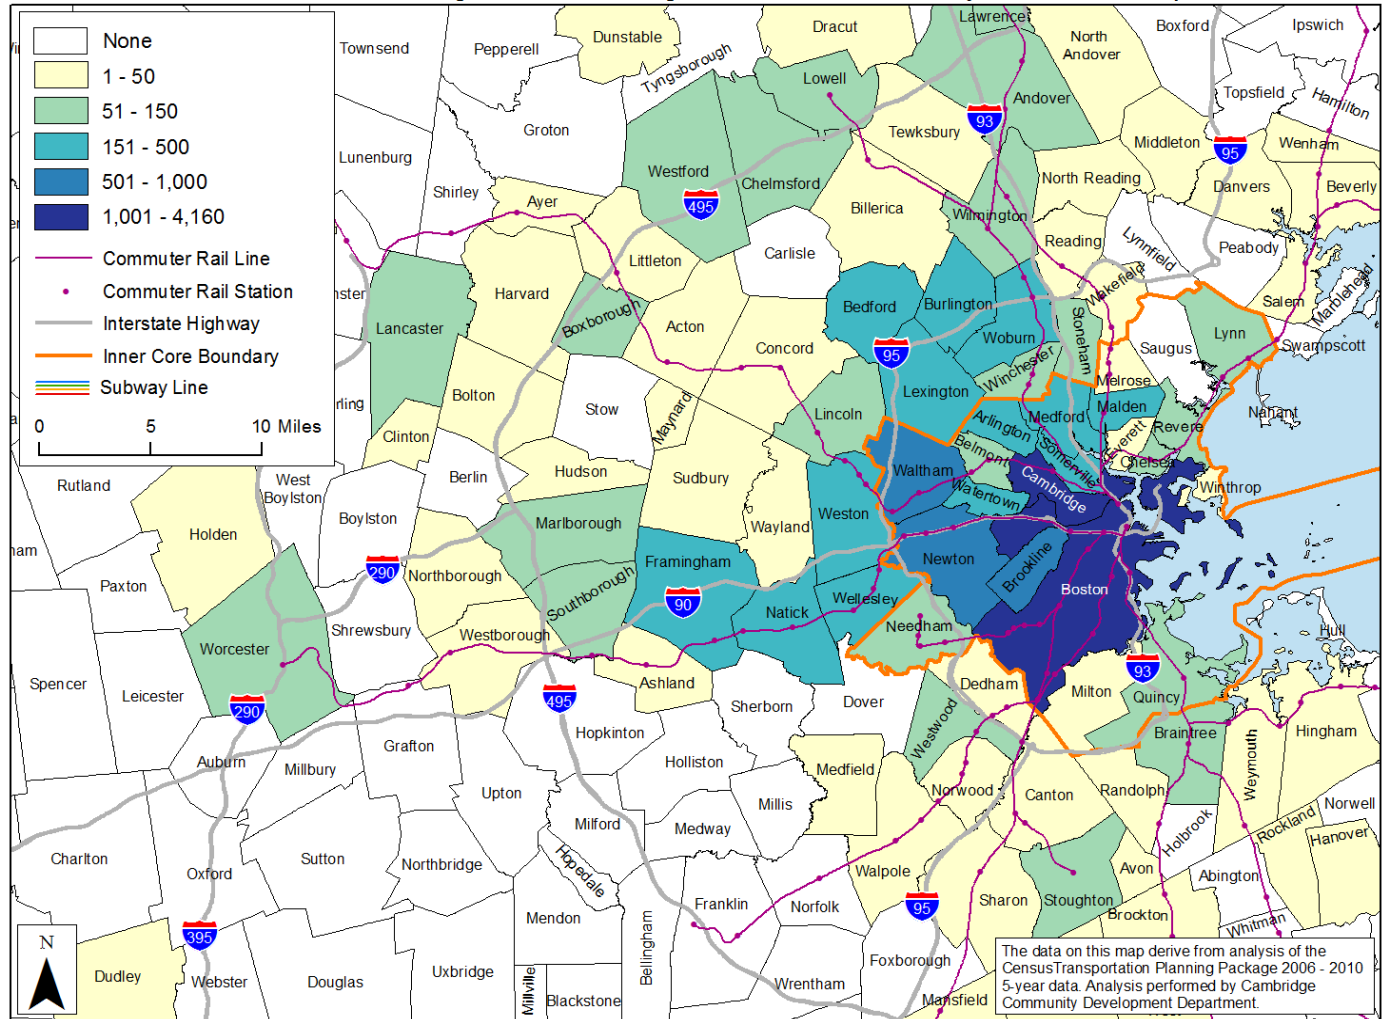 None
1 - 50
51 - 150
151 - 500
501 - 1,000
1,001 - 4,160
Commuter Rail Line
Commuter Rail Station
Interstate Highway
Inner Core Boundary
Subway Line
0 5 10 Miles
Townsend
Pepperell
Dunstable
Tyngsborough
Dracut
Lawrence
North
Andover
Boxford
Ipswich
Groton
Lowell
Andover
Topsfield
Hamilton
93
Tewksbury
Middleton
95
Wenham
Lunenburg
Shirley
Westford
Chelmsford
North Reading
Danvers
Beverly
Ayer
495
Billerica
Wilmington
Reading
Lynnfield
Peabody
Littleton
Carlisle
Wakefield
Salem
Marblehead
nster
Harvard
Boxborough
Bedford
Burlington
Lancaster
Acton
Woburn
Stoneham
Lynn
Concord
95
Winchester
Saugus
Swampscott
Bolton
Lexington
Melrose
rling
Stow
Maynard
Lincoln
Arlington
Medford
Malden
Nahant
Clinton
Belmont
Somerville
Everett
Revere
Berlin
Hudson
Sudbury
Waltham
Chelsea
Rutland
West
Boylston
Cambridge
Winthrop
Boylston
Marlborough
Wayland
Weston
Watertown
Holden
ham
Paxton
290
Northborough
Framingham
Newton
Brookline
Boston
Southborough
90
Natick
Wellesley
Needham
Hull
Worcester
Shrewsbury
Westborough
93
Spencer
Leicester
290
495
Ashland
Dedham
Milton
Quincy
Sherborn
Dover
Westwood
Auburn
Grafton
Hopkinton
Braintree
Weymouth
Hingham
Millbury
Holliston
Medfield
Upton
Millis
Norwood
Canton
Randolph
Norwell
Milford
Medway
Holbrook
Rockland
Hanover
Charlton
Oxford
Sutton
Northbridge
Hopedale
Walpole
Avon
Abington
Franklin
Norfolk
95
Sharon
Stoughton
Brockton
Whitman
Mendon
Bellingham
395
N
Foxborough
Dudley
Webster
Douglas
Uxbridge
Millville
Blackstone
Wrentham
Mansfield
The data on this map derive from analysis of the
CensusTransportation Planning Package 2006 - 2010
5-year data. Analysis performed by Cambridge
Community Development Department.